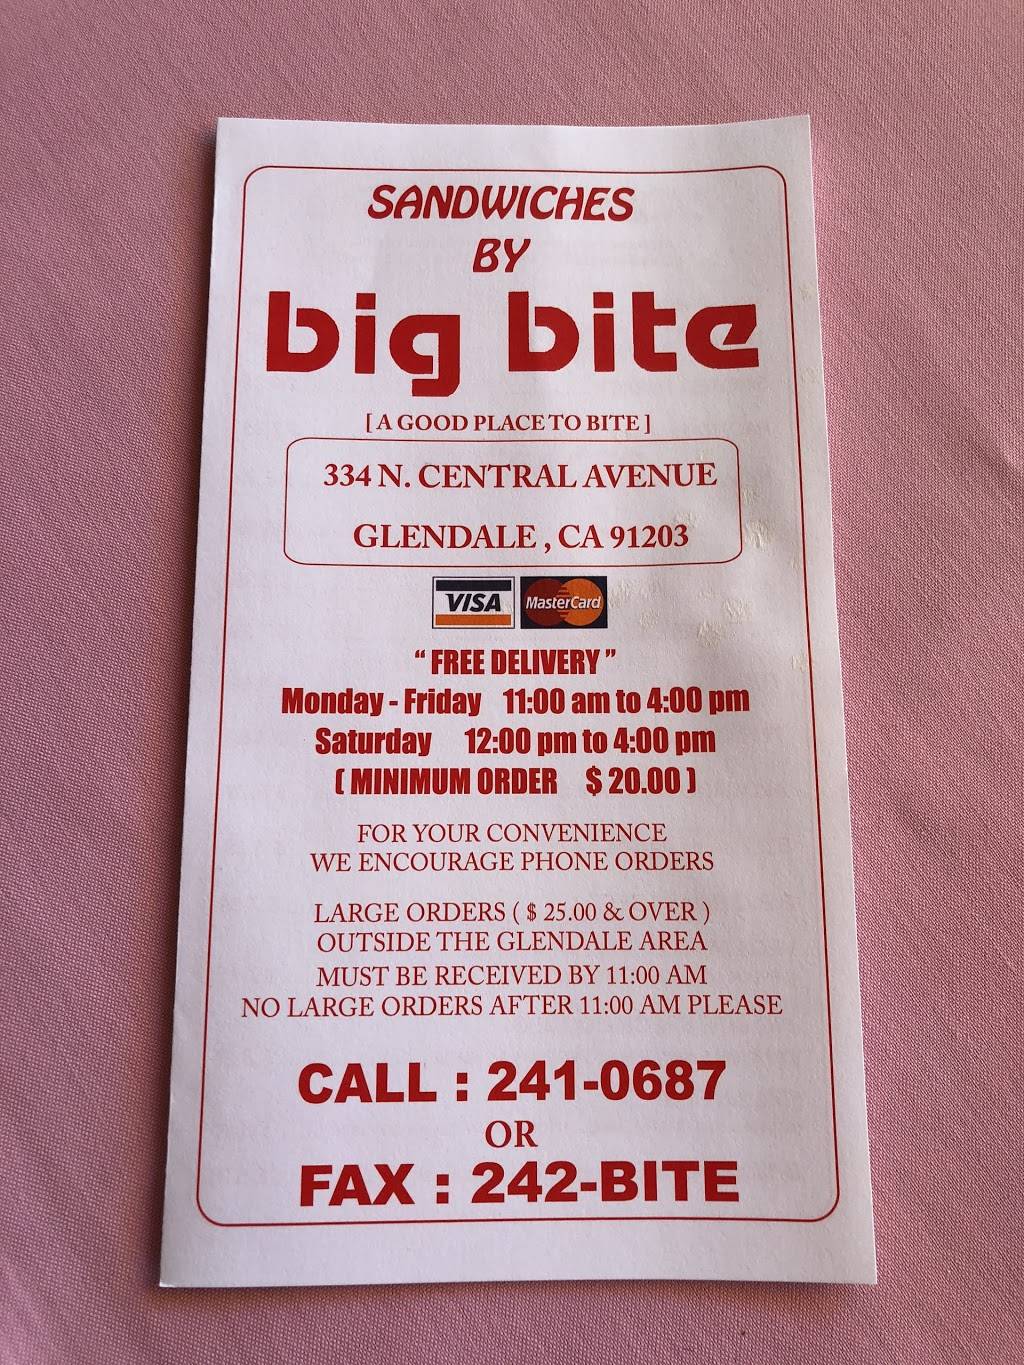 SANDWICHES
BY
big bite
[ A GOOD PLACE TO BITE ]
334 N. CENTRAL AVENUE
GLENDALE , CA 91203
VISA MasterCard
“ FREE DELIVERY ”
Monday - Friday 11:00 am to 4:00 pm
Saturday 12:00 pm to 4:00 pm
( MINIMUM ORDER $ 20.00 )
FOR YOUR CONVENIENCE
WE ENCOURAGE PHONE ORDERS
LARGE ORDERS ( $ 25.00 & OVER )
OUTSIDE THE GLENDALE AREA
MUST BE RECEIVED BY 11:00 AM
NO LARGE ORDERS AFTER 11:00 AM PLEASE
CALL : 241-0687
OR
FAX : 242-BITE